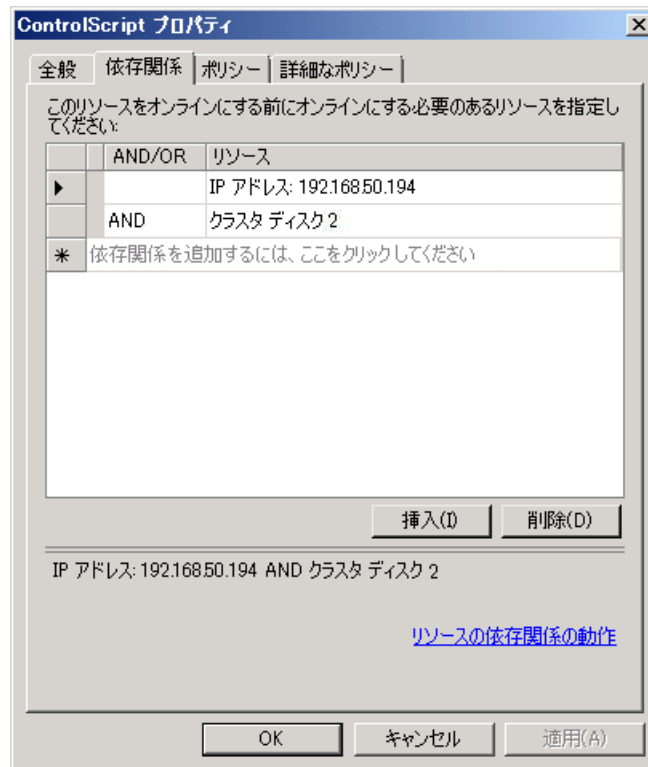 ControlScript プロパティ
全般 依存関係 ポリシー 詳細なポリシー
このリソースをオンラインにする前にオンラインにする必要のあるリソースを指定し
てください:
AND/OR リソース
IP アドレス: 192.168.50.194
AND クラスタ ディスク 2
依存関係を追加するには、ここをクリックしてください
挿入(I) 削除(D)
IP アドレス: 192.168.50.194 AND クラスタ ディスク 2
リソースの依存関係の動作
OK キャンセル 適用(A)